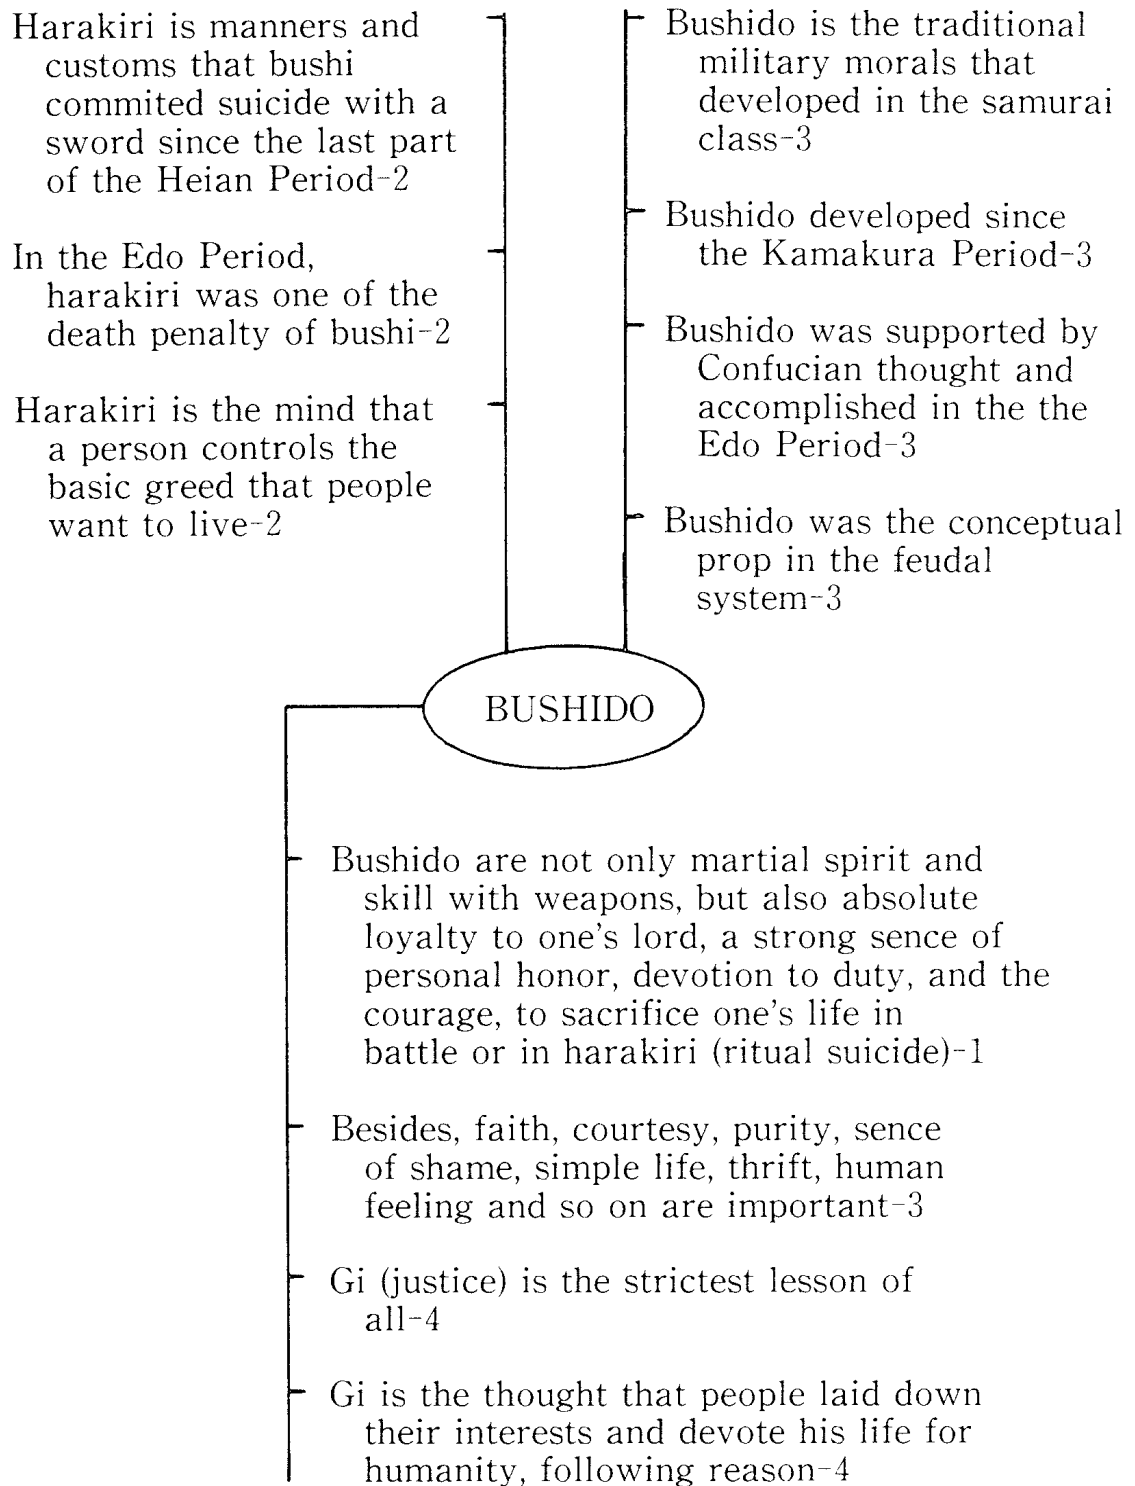 Harakiri is manners and
customs that bushi
commited suicide with a
sword since the last part
of the Heian Period-2
In the Edo Period,
harakiri was one of the
death penalty of bushi-2
Harakiri is the mind that
a person controls the
basic greed that people
want to live-2
Bushido is the traditional
military morals that
developed in the samurai
class-3
Bushido developed since
the Kamakura Period-3
Bushido was supported by
Confucian thought and
accomplished in the the
Edo Period-3
Bushido was the conceptual
prop in the feudal
system-3
BUSHIDO
Bushido are not only martial spirit and
skill with weapons, but also absolute
loyalty to one's lord, a strong sence of
personal honor, devotion to duty, and the
courage, to sacrifice one's life in
battle or in harakiri (ritual suicide)-1
Besides, faith, courtesy, purity, sence
of shame, simple life, thrift, human
feeling and so on are important-3
Gi (justice) is the strictest lesson of
all-4
Gi is the thought that people laid down
their interests and devote his life for
humanity, following reason-4